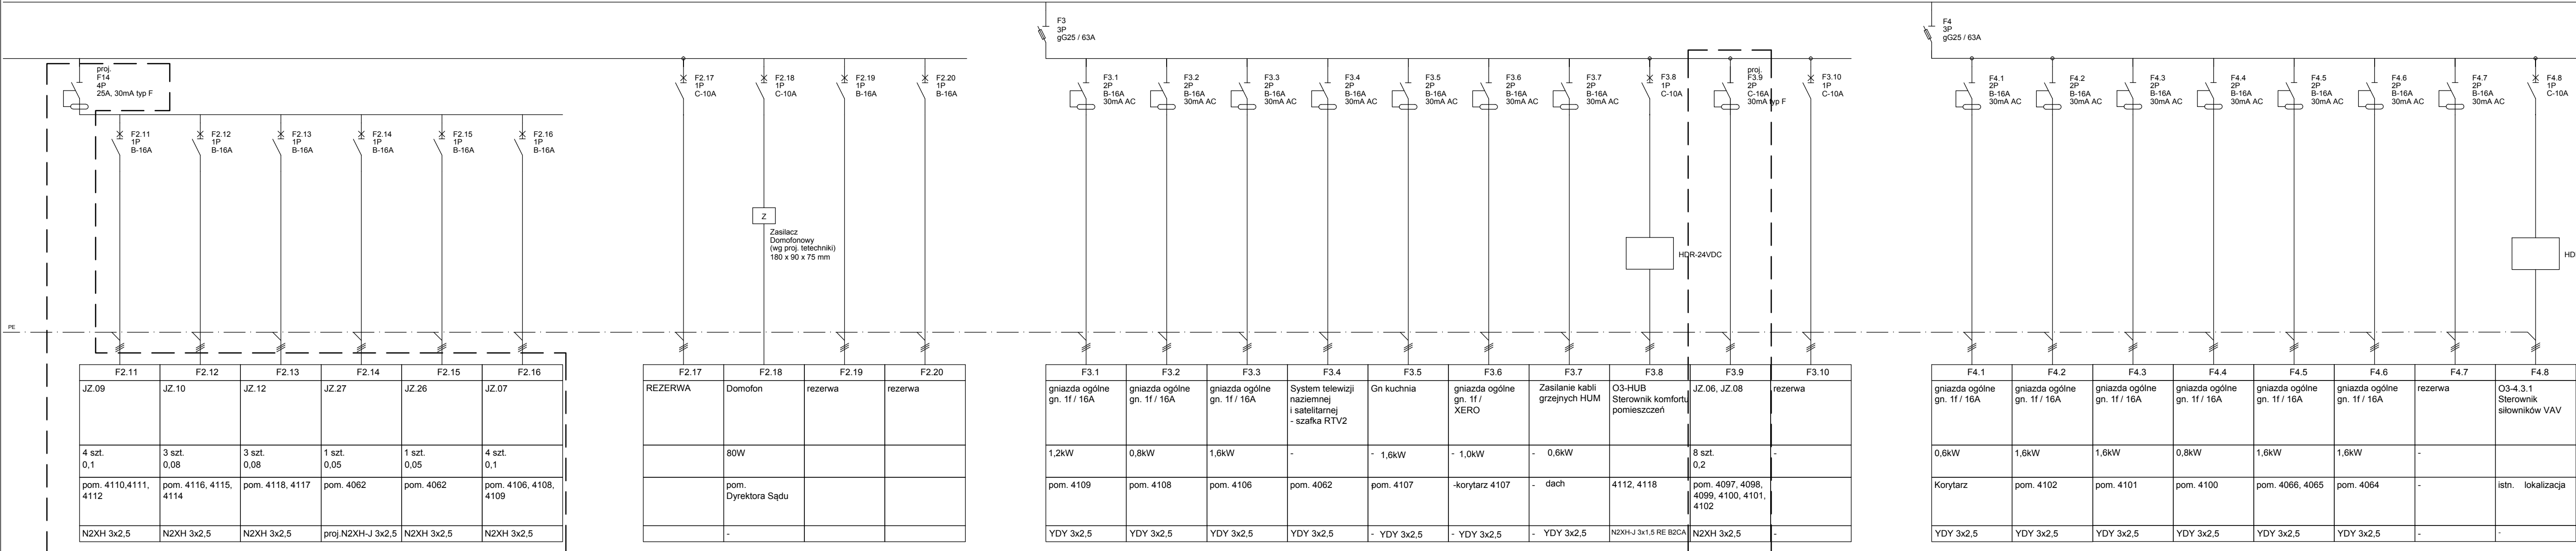 F3
3P
gG25 / 63A
F4
3P
gG25 / 63A
proj.
F14
4P
25A, 30mA typ F
F2.11
1P
B-16A
F2.12
1P
B-16A
F2.13
1P
B-16A
F2.14
1P
B-16A
F2.15
1P
B-16A
F2.16
1P
B-16A
F2.17
1P
C-10A
F2.18
1P
C-10A
F2.19
1P
B-16A
F2.20
1P
B-16A
Z
Zasilacz
Domofonowy
(wg proj. tetechniki)
180 x 90 x 75 mm
F3.1
2P
B-16A
30mA AC
F3.2
2P
B-16A
30mA AC
F3.3
2P
B-16A
30mA AC
F3.4
2P
B-16A
30mA AC
F3.5
2P
B-16A
30mA AC
F3.6
2P
B-16A
30mA AC
F3.7
2P
B-16A
30mA AC
F3.8
1P
C-10A
HDR-24VDC
proj.
F3.9
2P
C-16A
30mA typ F
F3.10
1P
C-10A
F4.1
2P
B-16A
30mA AC
F4.2
2P
B-16A
30mA AC
F4.3
2P
B-16A
30mA AC
F4.4
2P
B-16A
30mA AC
F4.5
2P
B-16A
30mA AC
F4.6
2P
B-16A
30mA AC
F4.7
2P
B-16A
30mA AC
F4.8
1P
C-10A
HD
PE
F2.11
JZ.09
4 szt.
0,1
pom. 4110,4111,
4112
N2XH 3x2,5
F2.12
JZ.10
3 szt.
0,08
pom. 4116, 4115,
4114
N2XH 3x2,5
F2.13
JZ.12
3 szt.
0,08
pom. 4118, 4117
N2XH 3x2,5
F2.14
JZ.27
1 szt.
0,05
pom. 4062
proj.N2XH-J 3x2,5
F2.15
JZ.26
1 szt.
0,05
pom. 4062
N2XH 3x2,5
F2.16
JZ.07
4 szt.
0,1
pom. 4106, 4108,
4109
N2XH 3x2,5
F2.17
REZERWA
F2.18
Domofon
80W
pom.
Dyrektora Sądu
-
F2.19
rezerwa
F2.20
rezerwa
F3.1
gniazda ogólne
gn. 1f / 16A
1,2kW
pom. 4109
YDY 3x2,5
F3.2
gniazda ogólne
gn. 1f / 16A
0,8kW
pom. 4108
YDY 3x2,5
F3.3
gniazda ogólne
gn. 1f / 16A
1,6kW
pom. 4106
YDY 3x2,5
F3.4
System telewizji
naziemnej
i satelitarnej
- szafka RTV2
-
pom. 4062
YDY 3x2,5
F3.5
Gn kuchnia
- 1,6kW
pom. 4107
- YDY 3x2,5
F3.6
gniazda ogólne
gn. 1f /
XERO
- 1,0kW
-korytarz 4107
- YDY 3x2,5
F3.7
Zasilanie kabli
grzejnych HUM
- 0,6kW
- dach
- YDY 3x2,5
F3.8
O3-HUB
Sterownik komfortu
pomieszczeń
4112, 4118
N2XH-J 3x1,5 RE B2CA
F3.9
JZ.06, JZ.08
8 szt.
0,2
pom. 4097, 4098,
4099, 4100, 4101,
4102
N2XH 3x2,5
F3.10
rezerwa
-
-
F4.1
gniazda ogólne
gn. 1f / 16A
0,6kW
Korytarz
YDY 3x2,5
F4.2
gniazda ogólne
gn. 1f / 16A
1,6kW
pom. 4102
YDY 3x2,5
F4.3
gniazda ogólne
gn. 1f / 16A
1,6kW
pom. 4101
YDY 3x2,5
F4.4
gniazda ogólne
gn. 1f / 16A
0,8kW
pom. 4100
YDY 3x2,5
F4.5
gniazda ogólne
gn. 1f / 16A
1,6kW
pom. 4066, 4065
YDY 3x2,5
F4.6
gniazda ogólne
gn. 1f / 16A
1,6kW
pom. 4064
YDY 3x2,5
F4.7
rezerwa
-
-
-
F4.8
O3-4.3.1
Sterownik
siłowników VAV
istn. lokalizacja
-